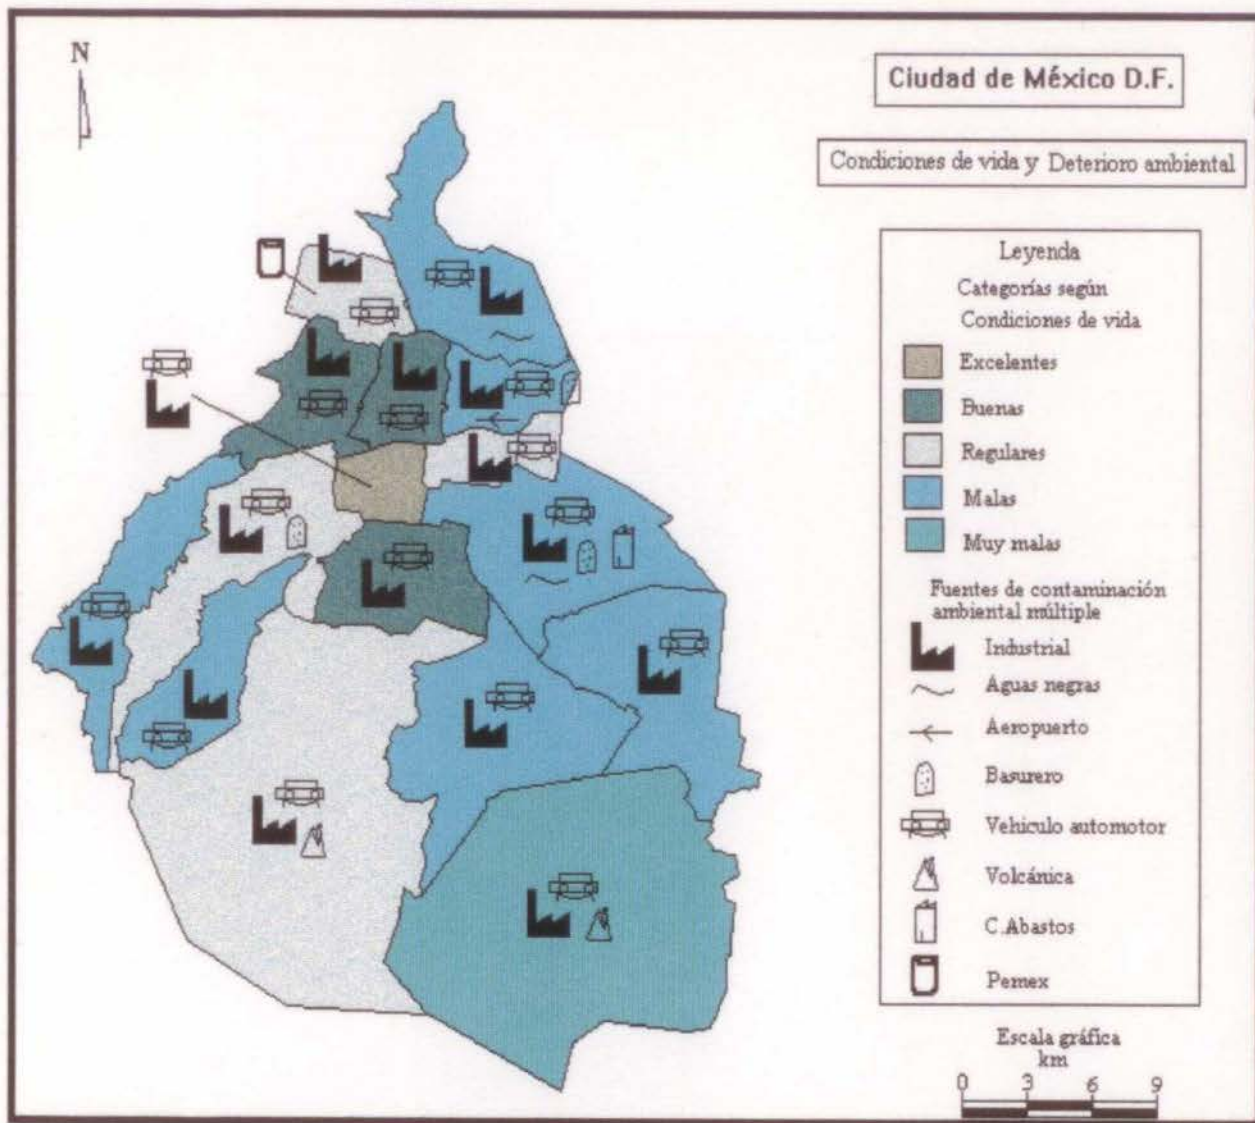 N
Ciudad de México D.F.
Condiciones de vida y Deterioro ambiental
Leyenda
Categorías según
Condiciones de vida
Excelentes
Buenas
Regulares
Malas
Muy malas
Fuentes de contaminación
ambiental múltiple
Industrial
Aguas negras
Aeropuerto
Basurero
Vehiculo automotor
Volcánica
C.Abastos
Pemex
Escala gráfica
km
0 3 6 9